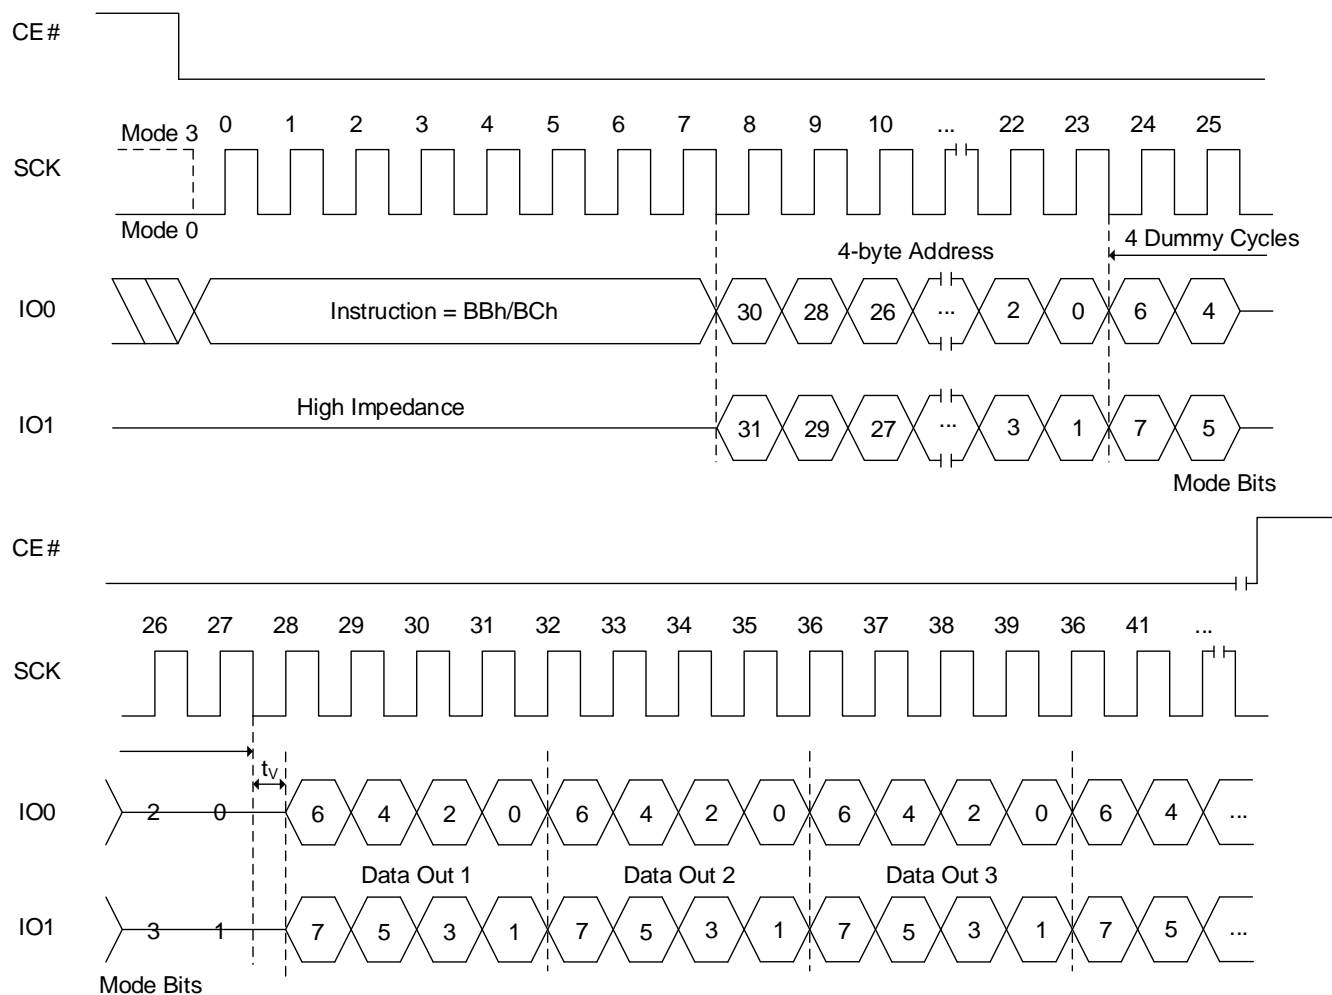 CE#
Mode 3 0 1 2 3 4 5 6 7 8 9 10 ... 22 23 24 25
SCK
Mode 0
4-byte Address 4 Dummy Cycles
IO0 Instruction = BBh/BCh 30 28 26 ... 2 0 6 4
High Impedance
IO1 31 29 27 ... 3 1 7 5
Mode Bits
CE#
26 27 28 29 30 31 32 33 34 35 36 37 38 39 36 41 ...
SCK
tV
IO0 2 0 6 4 2 0 6 4 2 0 6 4 2 0 6 4 ...
Data Out 1 Data Out 2 Data Out 3
IO1 3 1 7 5 3 1 7 5 3 1 7 5 3 1 7 5 ...
Mode Bits